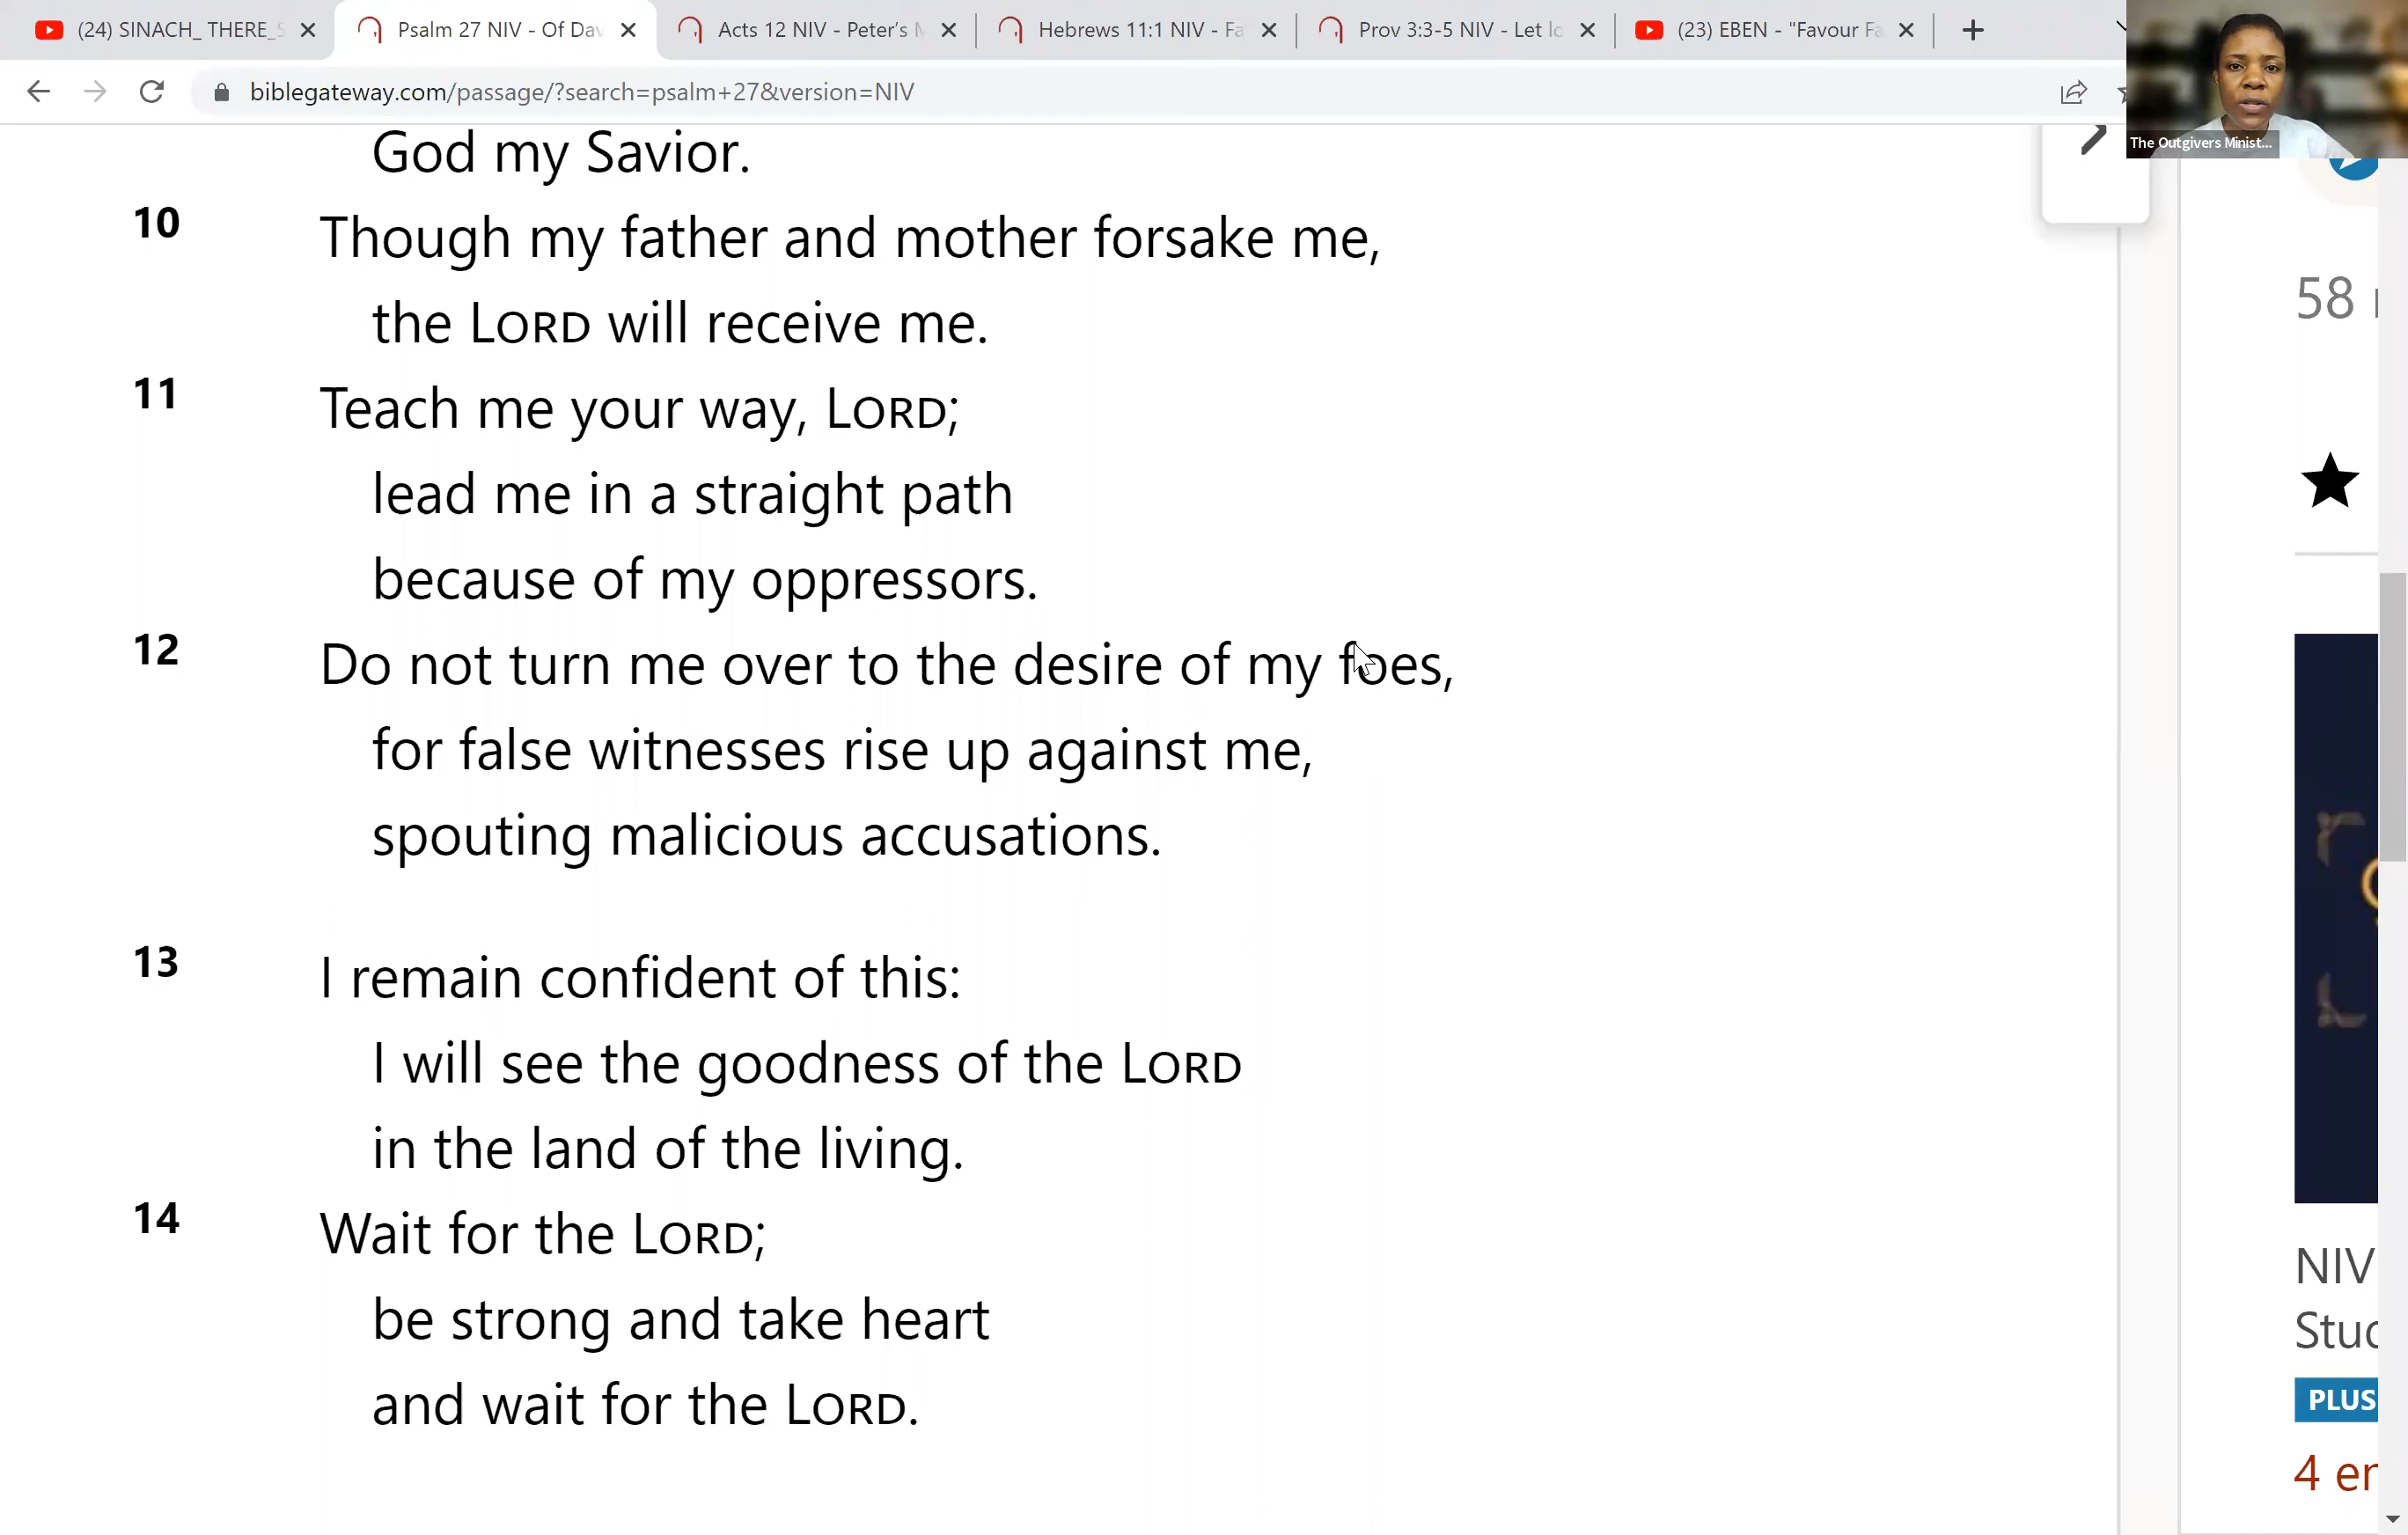 (24) SINACH_ THERE_S
Psalm 27 NIV - Of Dav
Acts 12 NIV - Peter’s M
Hebrews 11:1 NIV - Fa
Prov 3:3-5 NIV - Let lo
(23) EBEN - "Favour Fa
biblegateway.com/passage/?search=psalm+27&version=NIV
The Outgivers Minist...
God my Savior.
10 Though my father and mother forsake me,
the LORD will receive me.
11 Teach me your way, LORD;
lead me in a straight path
because of my oppressors.
12 Do not turn me over to the desire of my foes,
for false witnesses rise up against me,
spouting malicious accusations.
13 I remain confident of this:
I will see the goodness of the LORD
in the land of the living.
14 Wait for the LORD;
be strong and take heart
and wait for the LORD.
58
NIV
Stud
PLUS
4 en